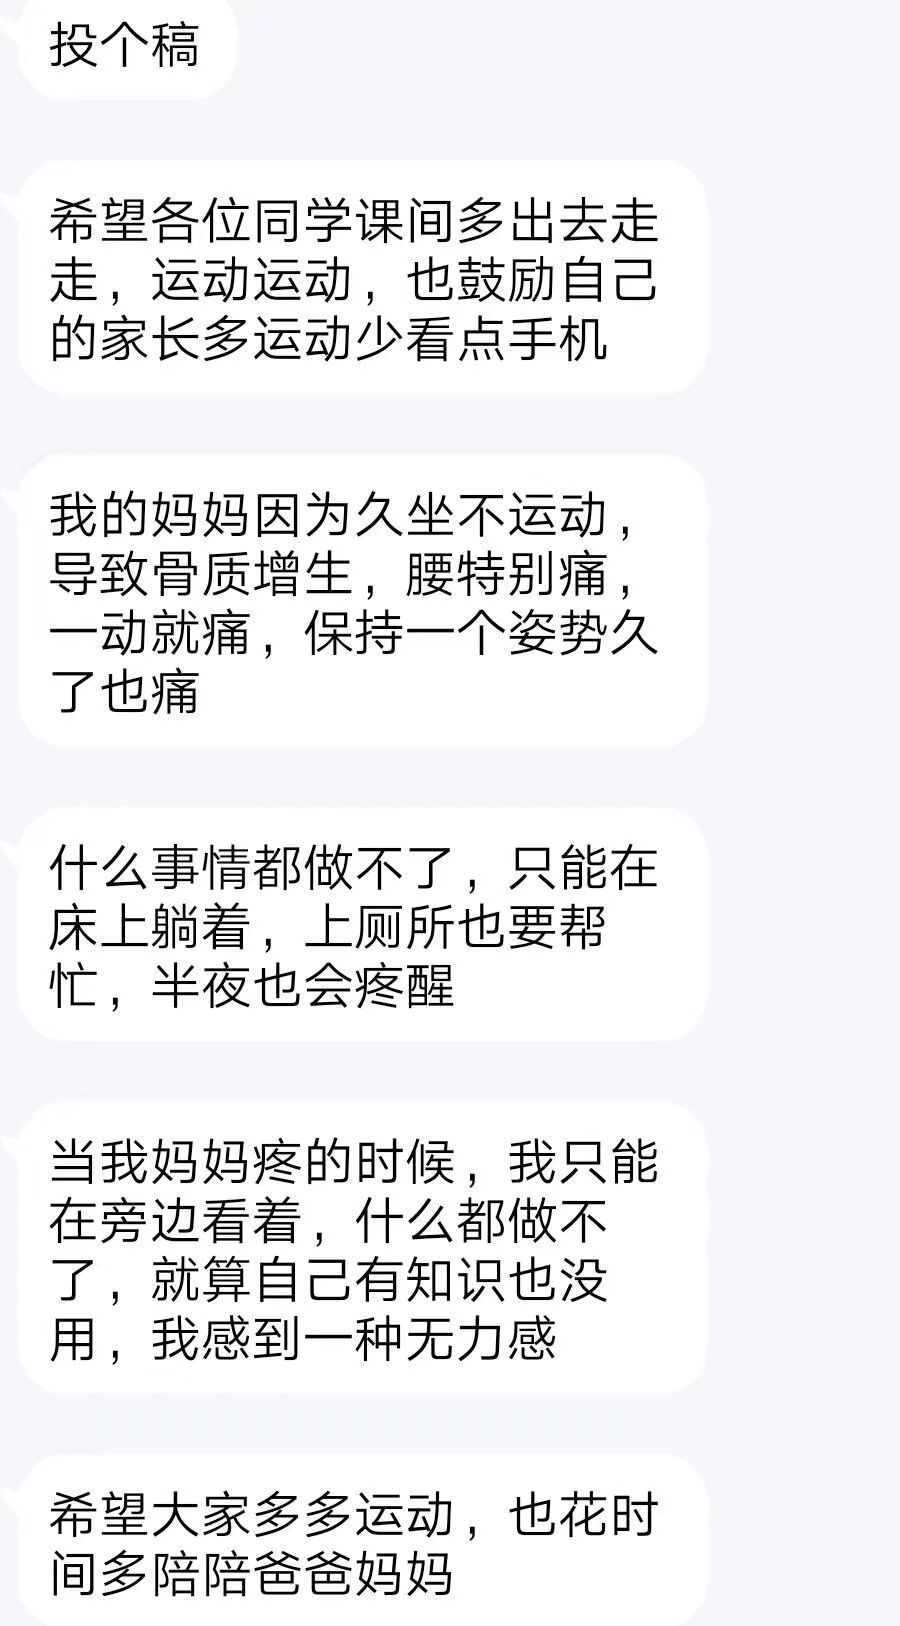 投个稿
希望各位同学课间多出去走
走，运动运动，也鼓励自己
的家长多运动少看点手机
我的妈妈因为久坐不运动，
导致骨质增生，腰特别痛，
一动就痛，保持一个姿势久
了也痛
什么事情都做不了，只能在
床上躺着，上厕所也要帮
忙，半夜也会疼醒
当我妈妈疼的时候，我只能
在旁边看着，什么都做不
了，就算自己有知识也没
用，我感到一种无力感
希望大家多多运动，也花时
间多陪陪爸爸妈妈